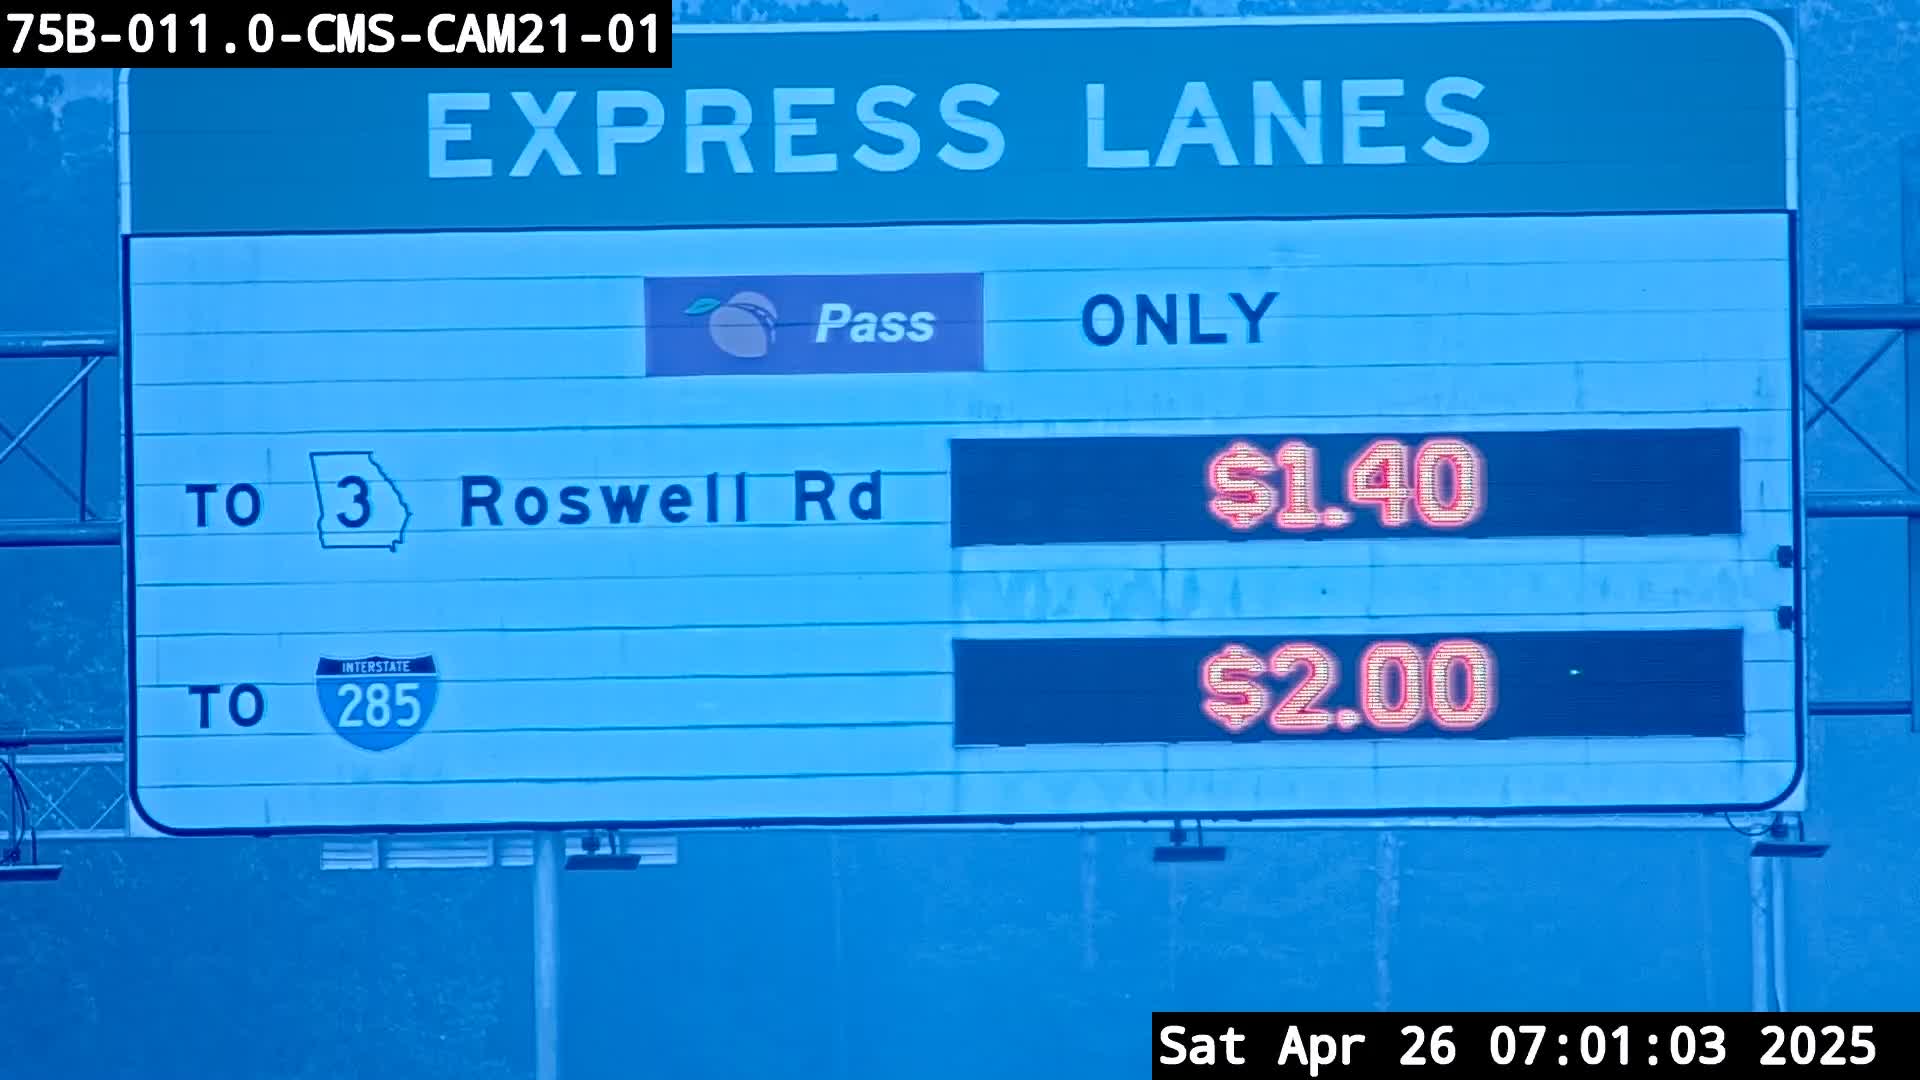 75B-011.0-CMS-CAM21-01
EXPRESS LANES
Pass ONLY
TO 3 Roswell Rd $1.40
TO INTERSTATE 285 $2.00
Sat Apr 26 07:01:03 2025